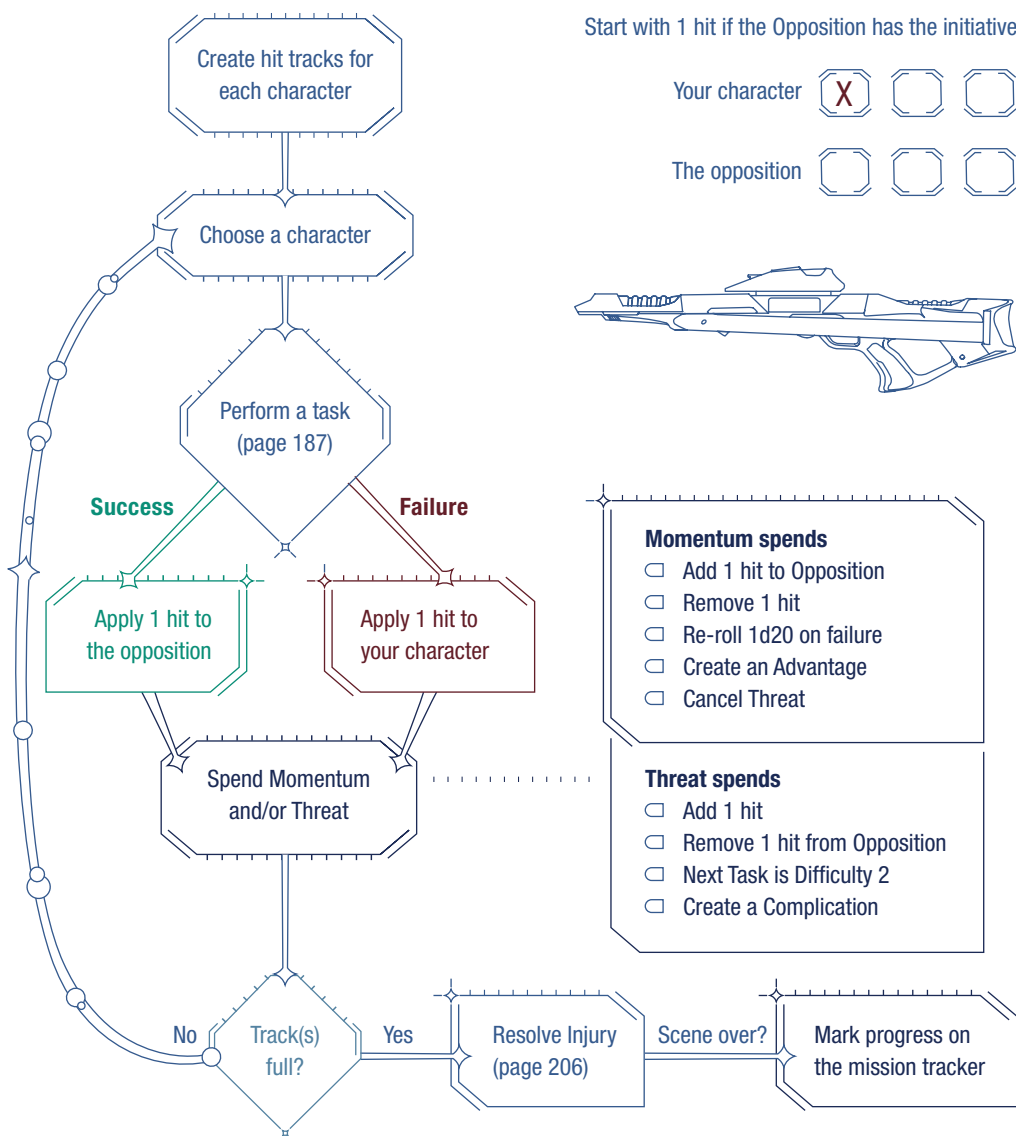 Create hit tracks for
each character
Start with 1 hit if the Opposition has the initiative
Your character X
The opposition
Choose a character
Perform a task
(page 187)
Success
Failure
Apply 1 hit to
the opposition
Apply 1 hit to
your character
Spend Momentum
and/or Threat
Momentum spends
Add 1 hit to Opposition
Remove 1 hit
Re-roll 1d20 on failure
Create an Advantage
Cancel Threat
Threat spends
Add 1 hit
Remove 1 hit from Opposition
Next Task is Difficulty 2
Create a Complication
No
Track(s)
full?
Yes
Resolve Injury
(page 206)
Scene over?
Mark progress on
the mission tracker